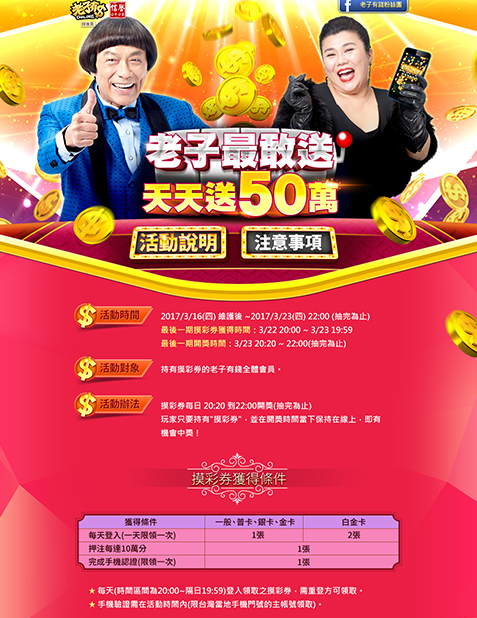 老子有錢
ONLINE
信譽
老子有錢粉絲團
老子最敢送
天天送50萬
活動說明
注意事項
活動時間
2017/3/16(四) 維護後 ~2017/3/23(四) 22:00 (抽完為止)
最後一期摸彩券獲得時間：3/22 20:00 ~ 3/23 19:59
最後一期開獎時間：3/23 20:20 ~ 22:00(抽完為止)
活動對象
持有摸彩券的老子有錢全體會員。
活動辦法
摸彩券每日 20:20 到22:00開獎(抽完為止)
玩家只要持有"摸彩券"，並在開獎時間當下保持在線上，即有
機會中獎！
摸彩券獲得條件
獲得條件 一般、普卡、銀卡、金卡 白金卡
每天登入(一天限領一次) 1張 2張
押注每達10萬分 1張
完成手機認證(限領一次) 1張
★ 每天(時間區間為20:00~隔日19:59)登入領取之摸彩券，需重登方可領取。
★ 手機驗證需在活動時間內(限台灣當地手機門號的主帳號領取)。